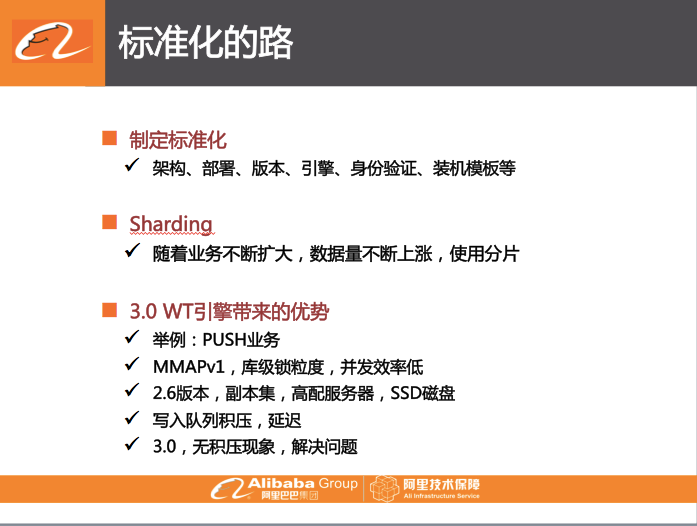 标准化的路
制定标准化
架构、部署、版本、引擎、身份验证、装机模板等
Sharding
随着业务不断扩大，数据量不断上涨，使用分片
3.0 WT引擎带来的优势
举例：PUSH业务
MMAPv1，库级锁粒度，并发效率低
2.6版本，副本集，高配服务器，SSD磁盘
写入队列积压，延迟
3.0，无积压现象，解决问题
Alibaba Group
阿里巴巴集团
阿里技术保障
Ali Infrastructure Service